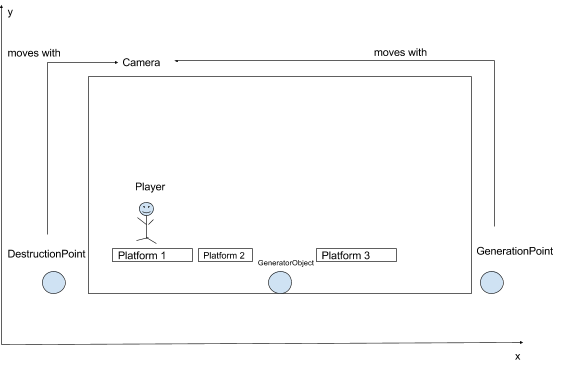 y
moves with
moves with
Camera
Player
DestructionPoint
Platform 1
Platform 2
GeneratorObject
Platform 3
GenerationPoint
x